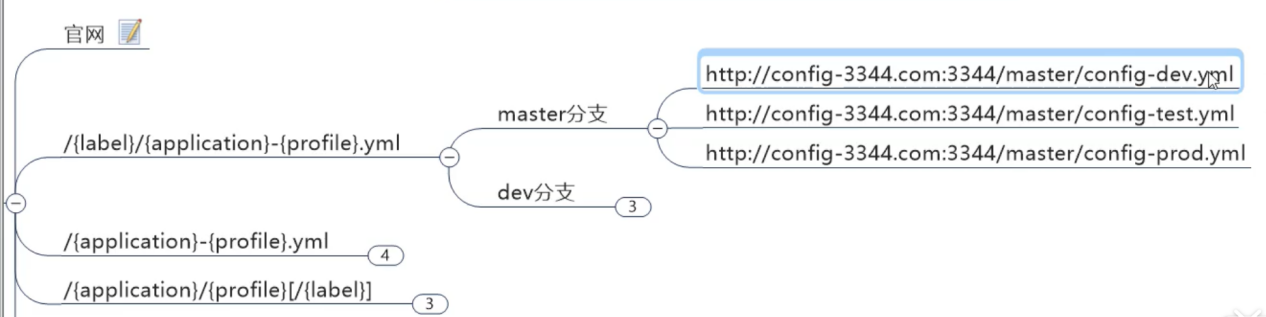 官网
/{label}/{application}-{profile}.yml
master分支
http://config-3344.com:3344/master/config-dev.yml
http://config-3344.com:3344/master/config-test.yml
http://config-3344.com:3344/master/config-prod.yml
dev分支
3
/{application}-{profile}.yml
4
/{application}/{profile}[/{label}]
3